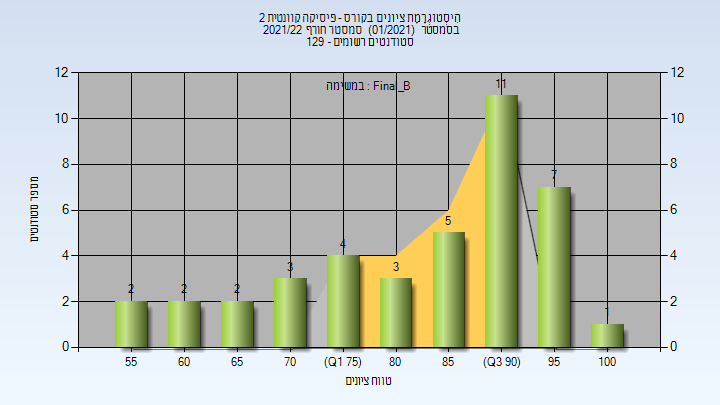 היסטוגרמת ציונים בקורס - פיסיקה קוונטית 2
בסמסטר (01/2021) סמסטר חורף 2021/22
סטודנטים רשומים - 129
במשימה : Final_B
מספר סטודנטים
12 12
10 10
8 8
6 6
4 4
2 2
0 0
2 2 2 3 4 3 5 11 7 1
55 60 65 70 (Q1 75) 80 85 (Q3 90) 95 100
טווח ציונים